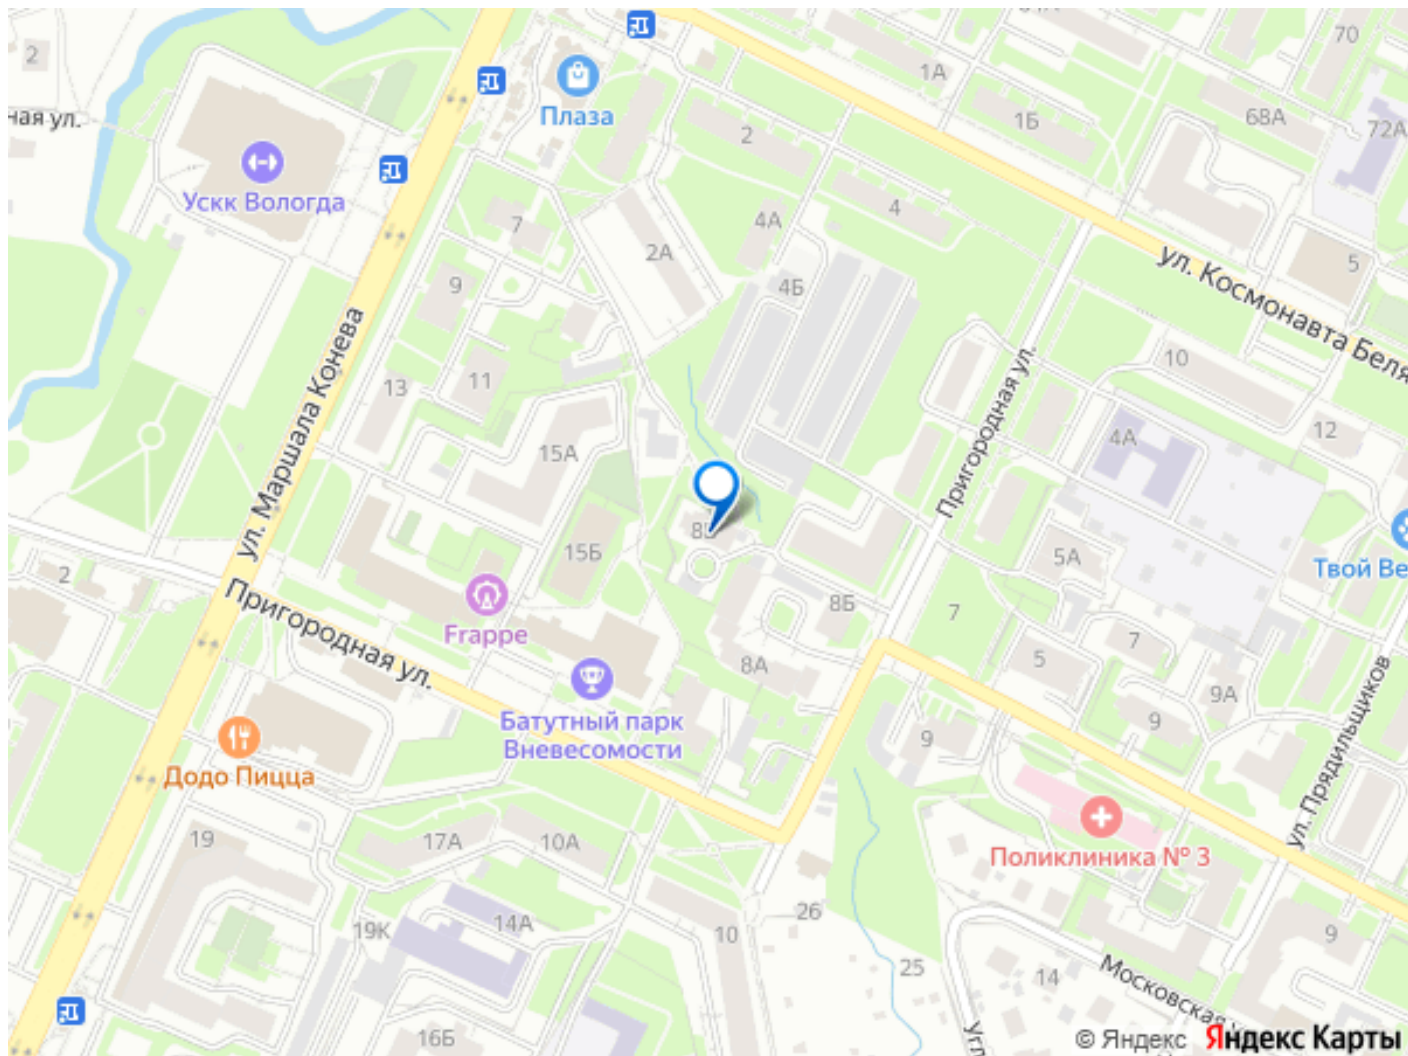 2
70
1А
Плаза
1Б
68А
72А
ная ул.
2
Ускк Вологда
7
4А
4
2А
5
ул. Космонавта Беля
9
4Б
ул. Маршала Конева
13
11
10
Пригородная ул.
12
4А
15А
8
15Б
5А
Твой Ве
2
Пригородная ул.
8Б
7
Frappe
7
5
8А
9А
Батутный парк
Вневесомости
9
9
ул. Прядильщиков
Додо Пицца
19
17А
10А
Поликлиника № 3
26
14А
19К
10
9
25
14
Московская
16Б
Угл
© Яндекс Яндекс Карты